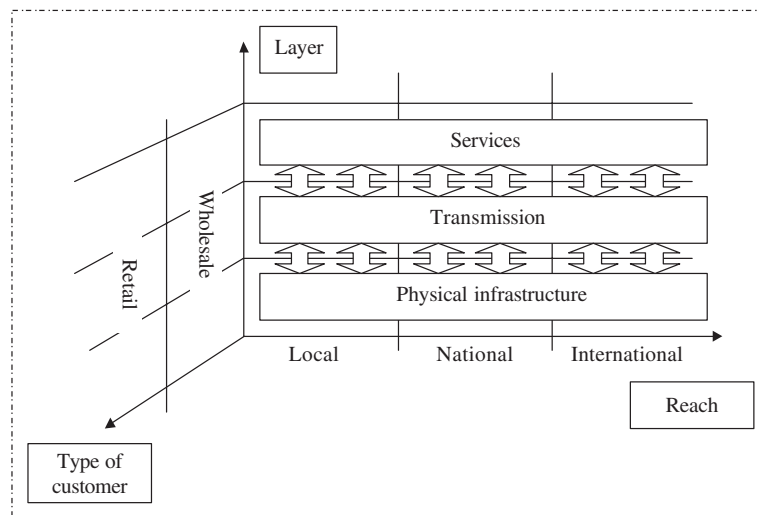 Layer
Services
Wholesale
Transmission
Retail
Physical infrastructure
Local
National
International
Reach
Type of
customer